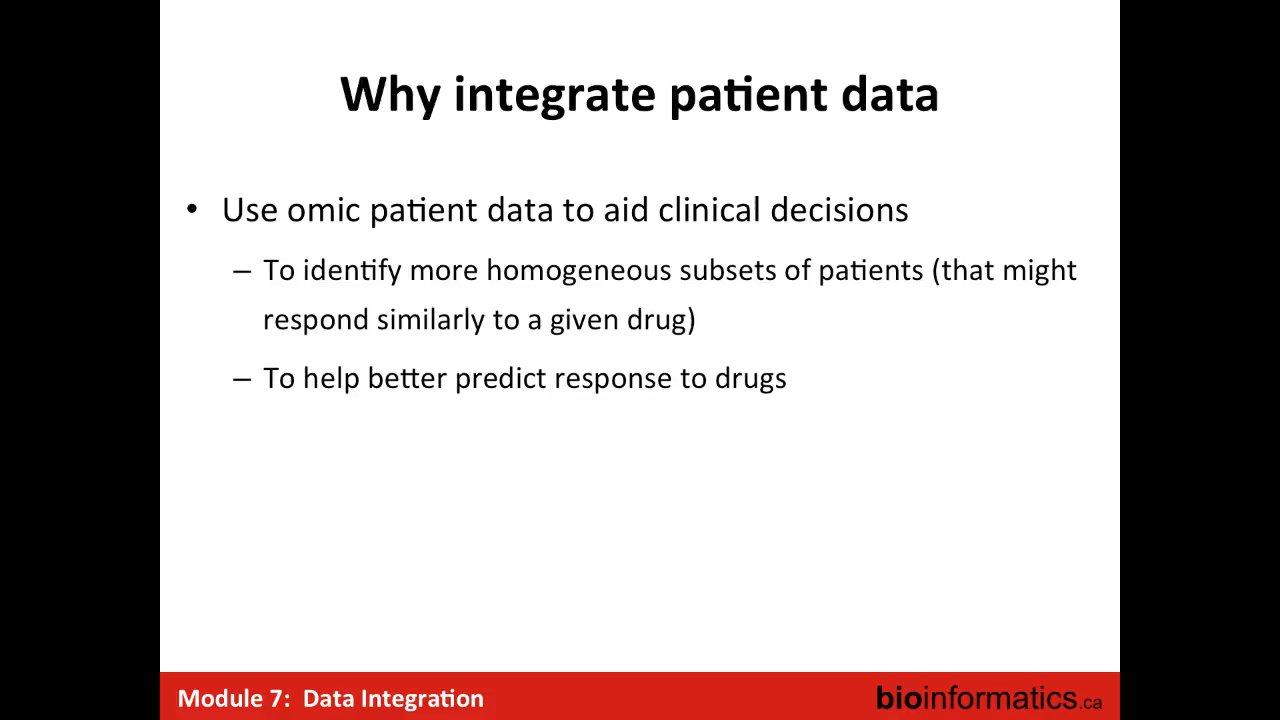 Why integrate patient data
• Use omic patient data to aid clinical decisions
– To identify more homogeneous subsets of patients (that might
respond similarly to a given drug)
– To help better predict response to drugs
Module 7: Data Integration
bioinformatics.ca